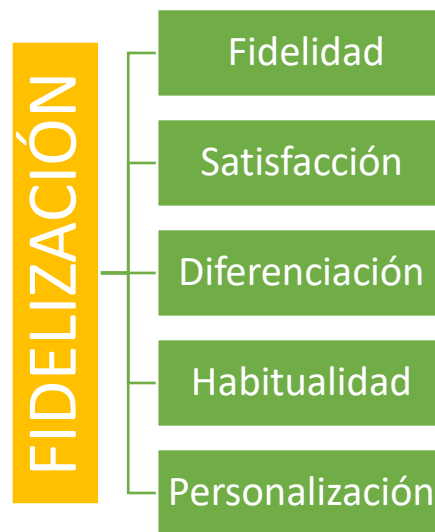 FIDELIZACIÓN
Fidelidad
Satisfacción
Diferenciación
Habitualidad
Personalización